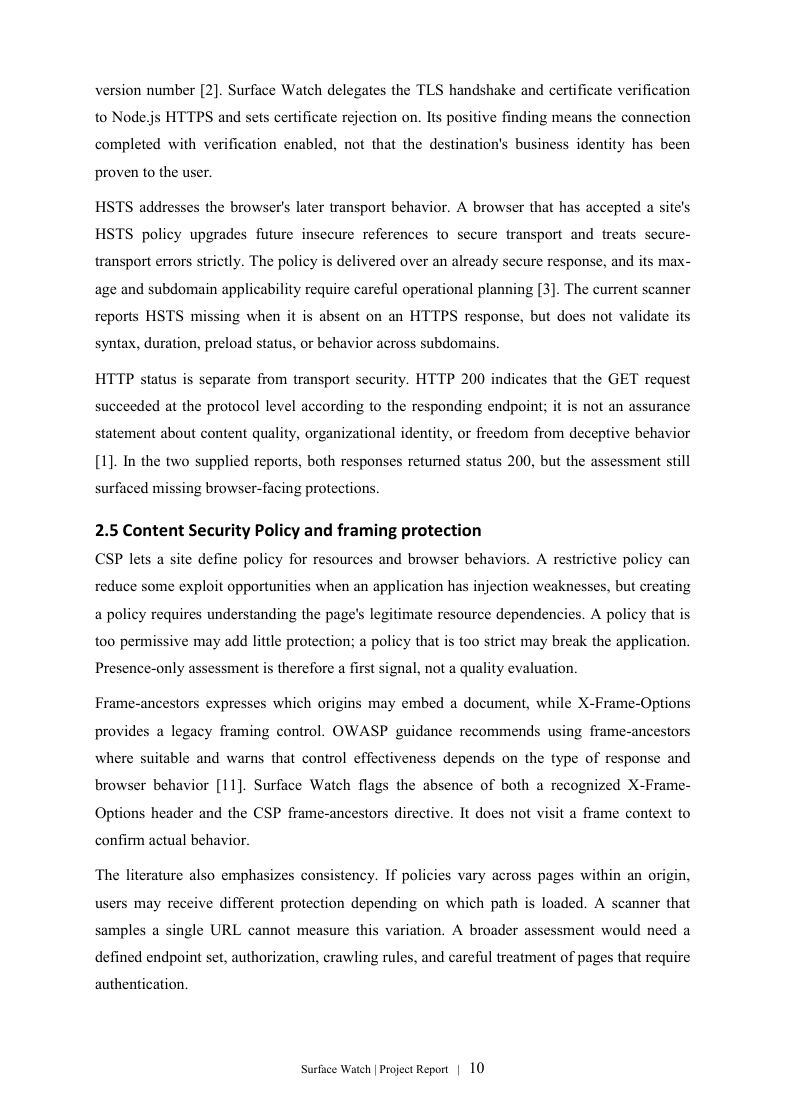 version number [2]. Surface Watch delegates the TLS handshake and certificate verification
to Node.js HTTPS and sets certificate rejection on. Its positive finding means the connection
completed with verification enabled, not that the destination's business identity has been
proven to the user.
HSTS addresses the browser's later transport behavior. A browser that has accepted a site's
HSTS policy upgrades future insecure references to secure transport and treats secure-
transport errors strictly. The policy is delivered over an already secure response, and its max-
age and subdomain applicability require careful operational planning [3]. The current scanner
reports HSTS missing when it is absent on an HTTPS response, but does not validate its
syntax, duration, preload status, or behavior across subdomains.
HTTP status is separate from transport security. HTTP 200 indicates that the GET request
succeeded at the protocol level according to the responding endpoint; it is not an assurance
statement about content quality, organizational identity, or freedom from deceptive behavior
[1]. In the two supplied reports, both responses returned status 200, but the assessment still
surfaced missing browser-facing protections.
2.5 Content Security Policy and framing protection
CSP lets a site define policy for resources and browser behaviors. A restrictive policy can
reduce some exploit opportunities when an application has injection weaknesses, but creating
a policy requires understanding the page's legitimate resource dependencies. A policy that is
too permissive may add little protection; a policy that is too strict may break the application.
Presence-only assessment is therefore a first signal, not a quality evaluation.
Frame-ancestors expresses which origins may embed a document, while X-Frame-Options
provides a legacy framing control. OWASP guidance recommends using frame-ancestors
where suitable and warns that control effectiveness depends on the type of response and
browser behavior [11]. Surface Watch flags the absence of both a recognized X-Frame-
Options header and the CSP frame-ancestors directive. It does not visit a frame context to
confirm actual behavior.
The literature also emphasizes consistency. If policies vary across pages within an origin,
users may receive different protection depending on which path is loaded. A scanner that
samples a single URL cannot measure this variation. A broader assessment would need a
defined endpoint set, authorization, crawling rules, and careful treatment of pages that require
authentication.
Surface Watch | Project Report | 10